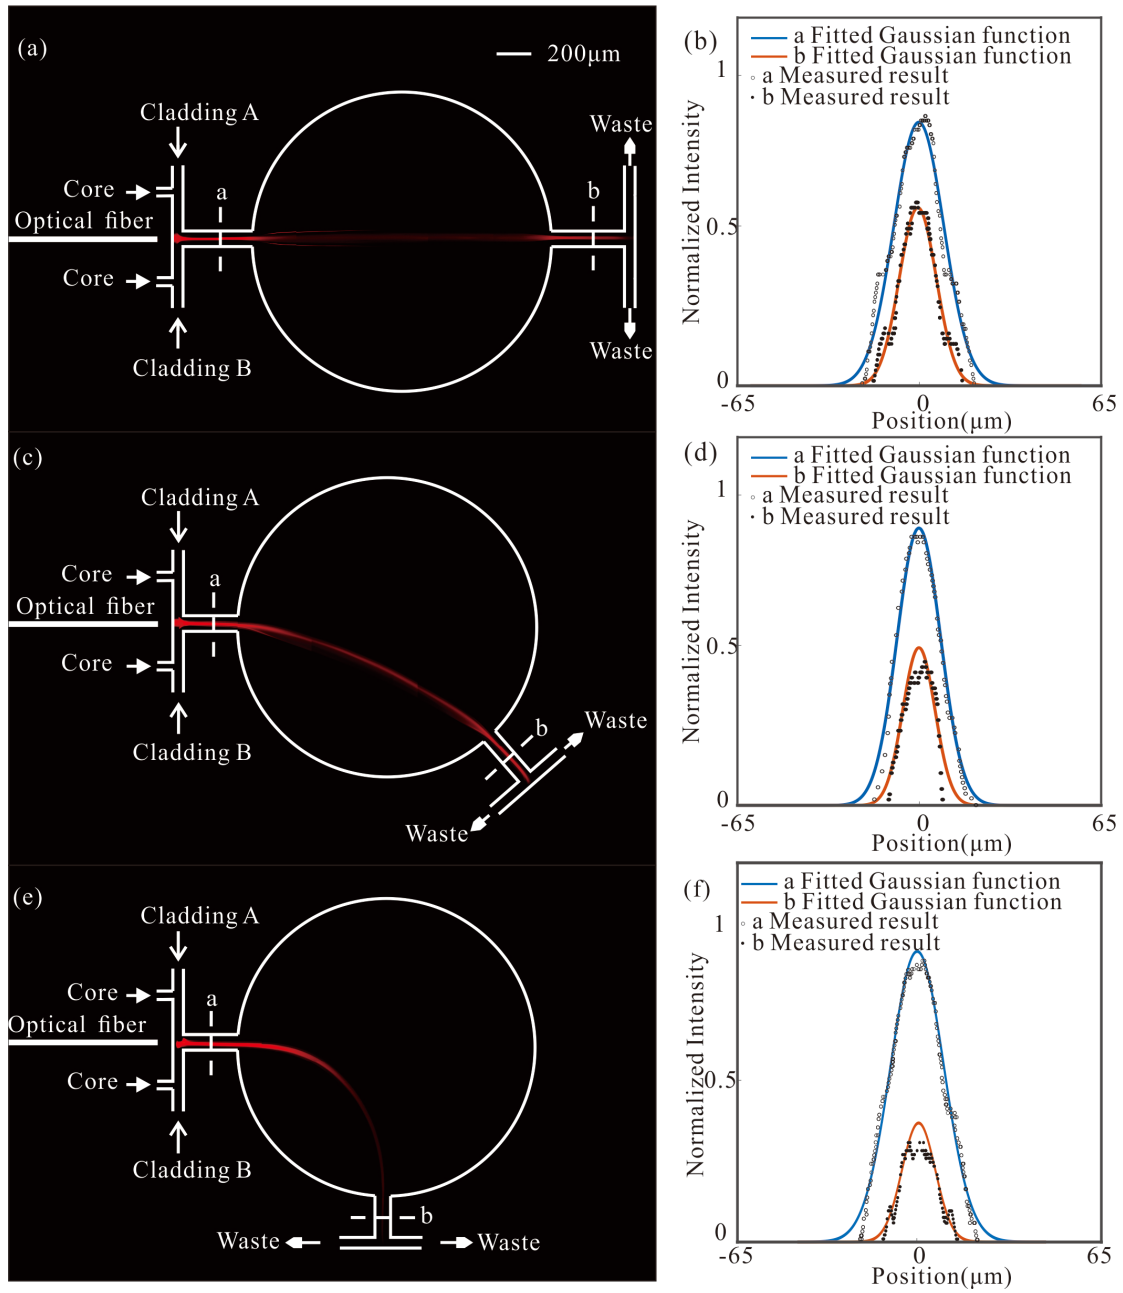 (a)
200μm
Cladding A
Waste
Core
a
b
Optical fiber
Core
Waste
Cladding B
(b)
a Fitted Gaussian function
b Fitted Gaussian function
a Measured result
b Measured result
1
0.5
0
Normalized Intensity
-65
0
65
Position(μm)
(c)
Cladding A
Core
a
Optical fiber
Core
b
Waste
Cladding B
Waste
(d)
a Fitted Gaussian function
b Fitted Gaussian function
a Measured result
b Measured result
1
0.5
0
Normalized Intensity
-65
0
65
Position(μm)
(e)
Cladding A
Core
a
Optical fiber
Core
Cladding B
b
Waste
Waste
(f)
a Fitted Gaussian function
b Fitted Gaussian function
a Measured result
b Measured result
1
0.5
0
Normalized Intensity
-65
0
65
Position(μm)